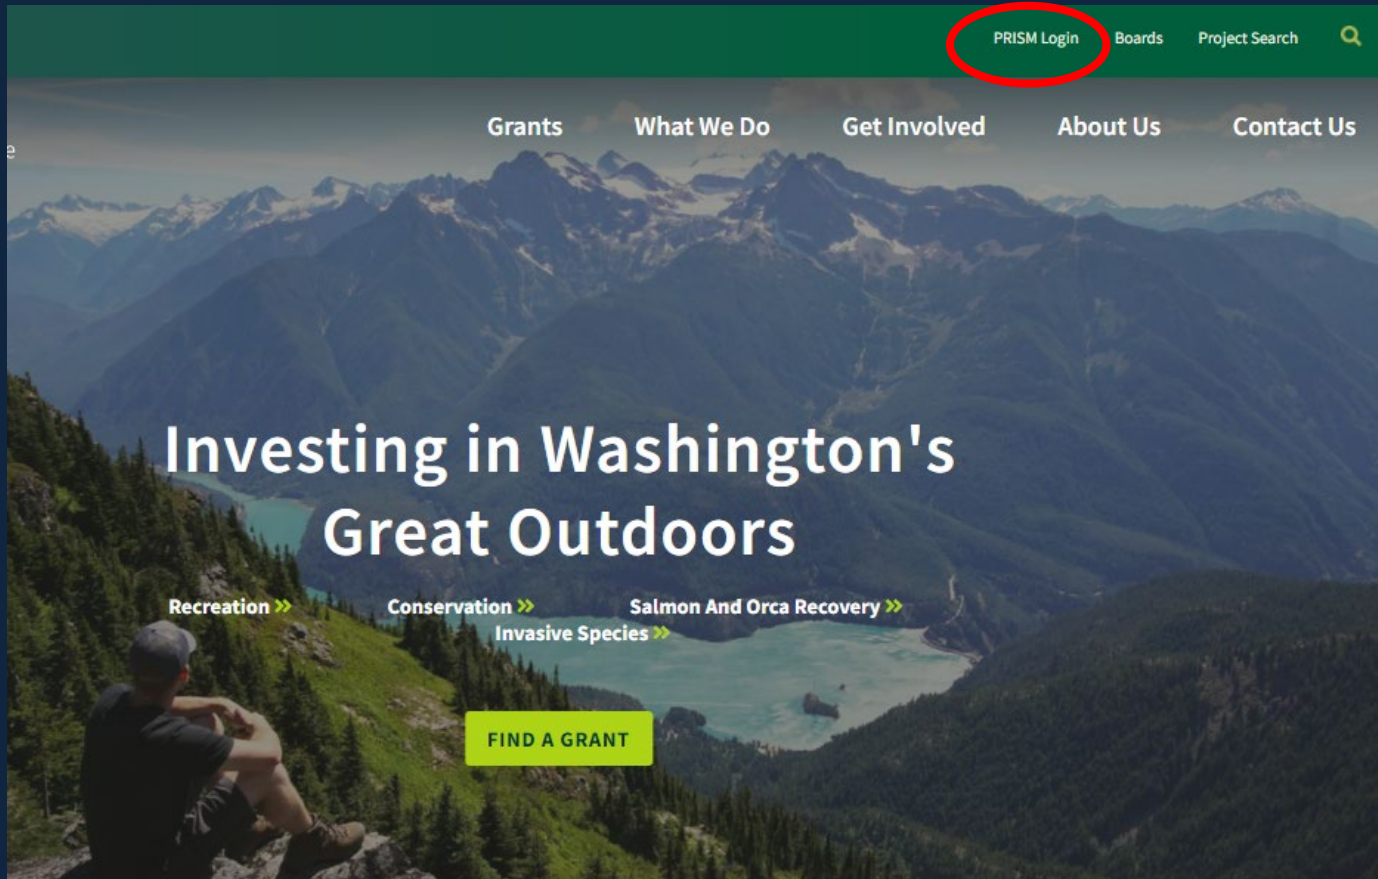 PRISM Login Boards Project Search
Grants What We Do Get Involved About Us Contact Us
e
Investing in Washington's
Great Outdoors
Recreation » Conservation » Salmon And Orca Recovery »
Invasive Species »
FIND A GRANT